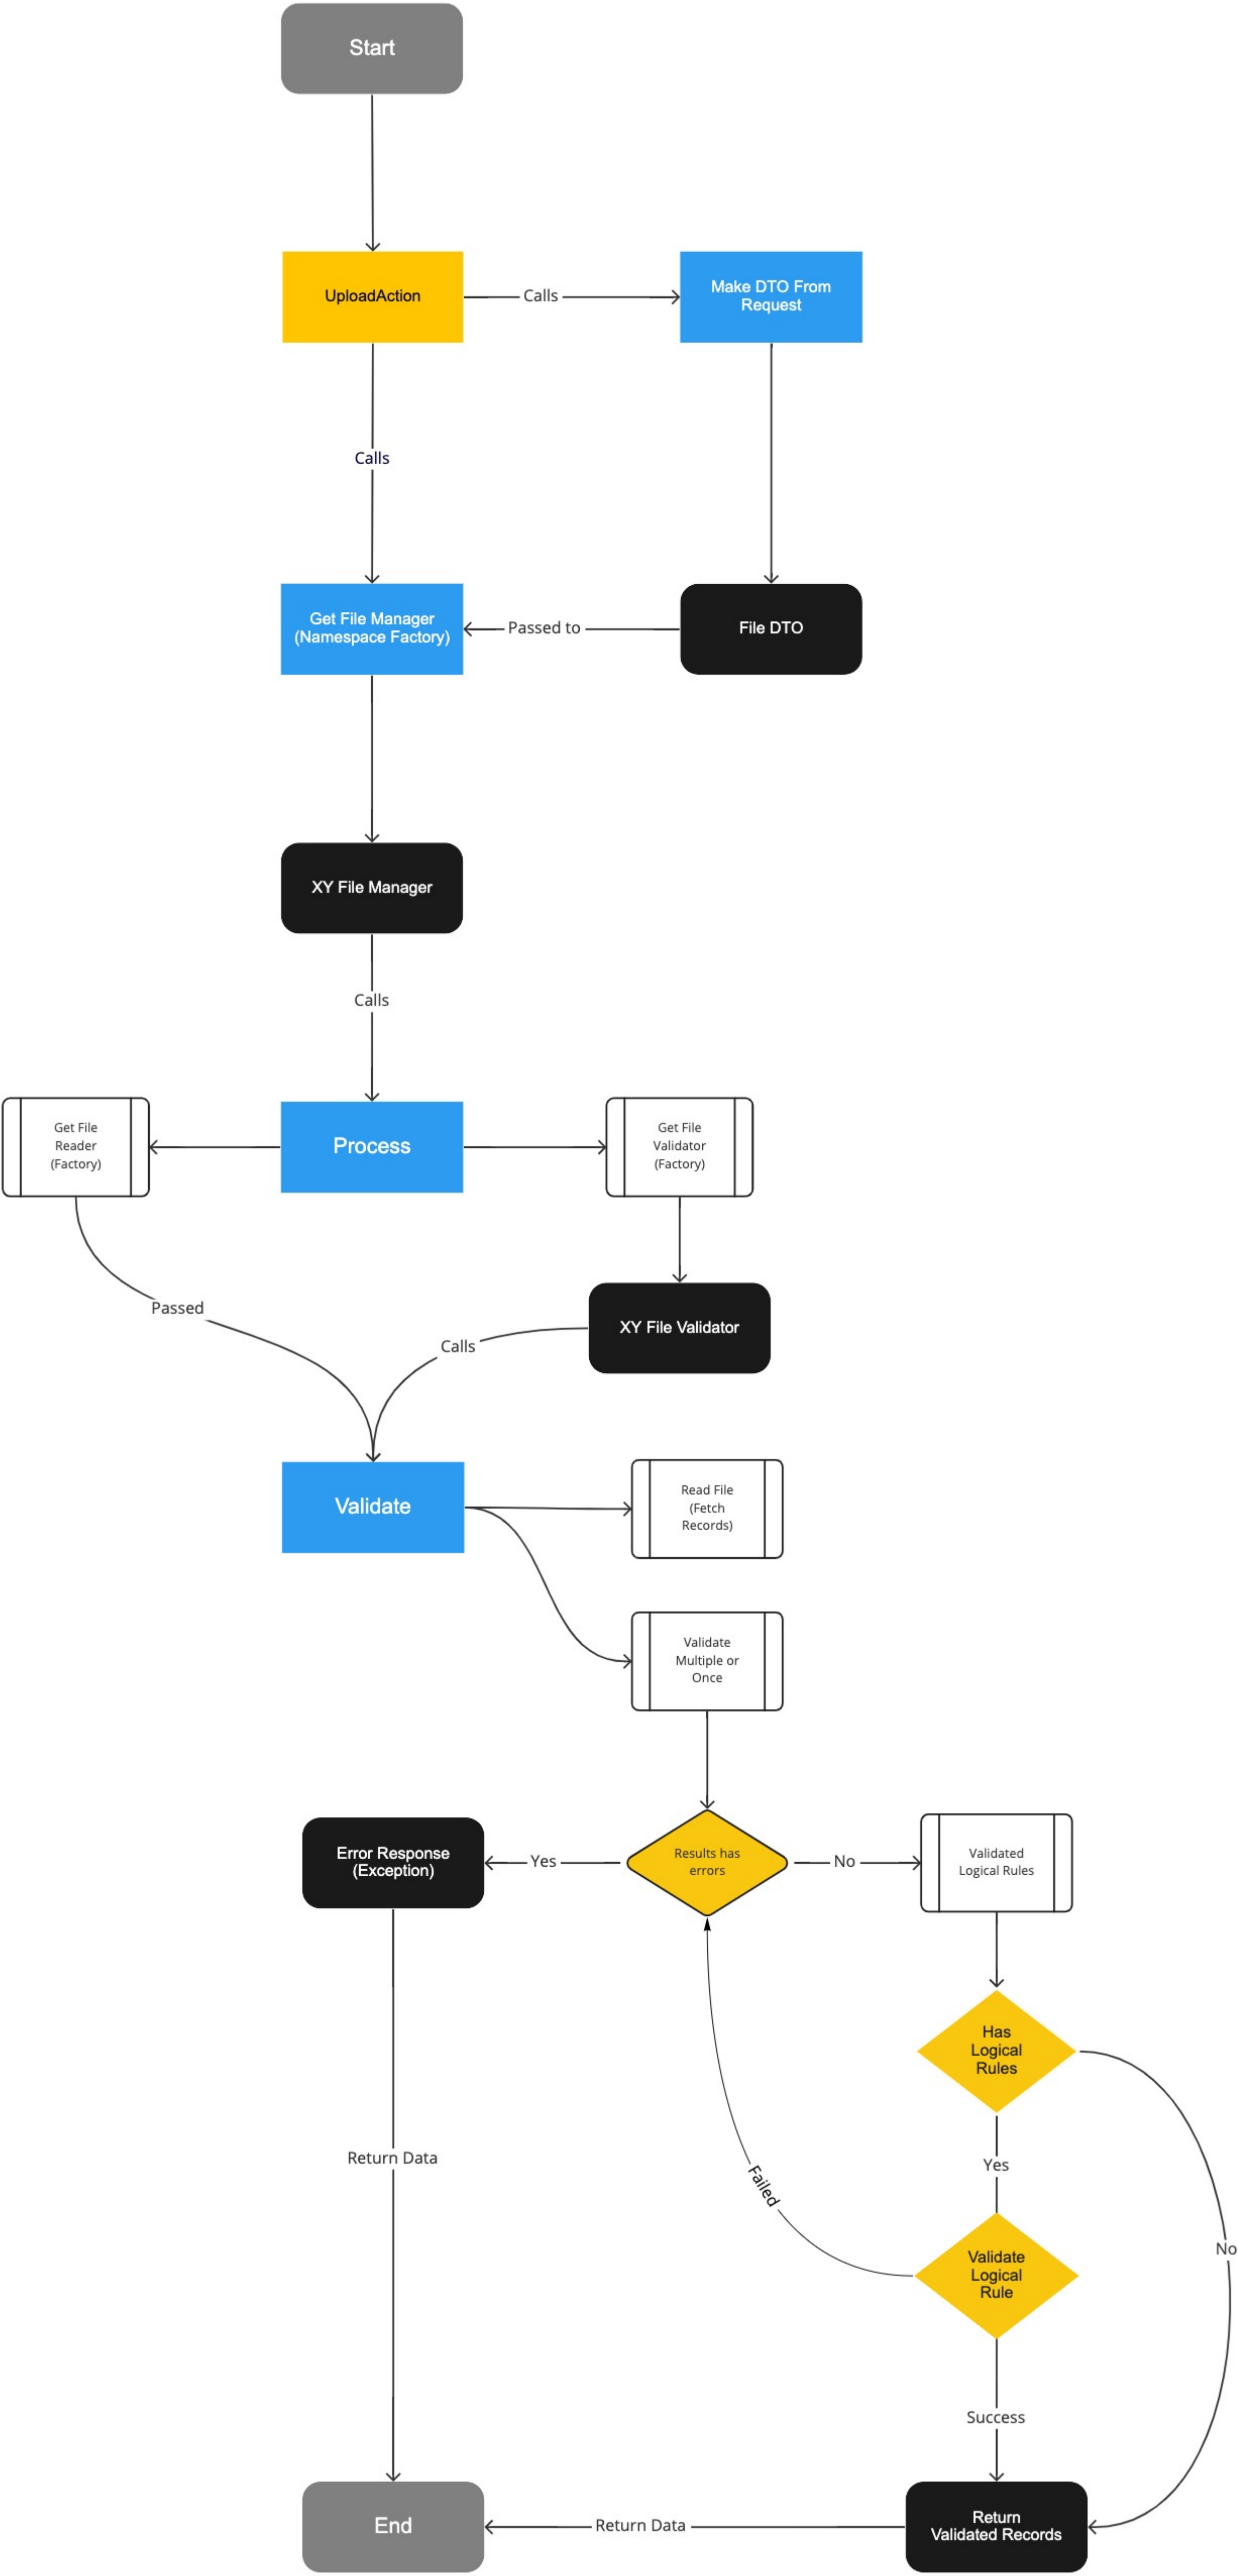 Start
UploadAction
Calls
Make DTO From
Request
Calls
Get File Manager
(Namespace Factory)
Passed to
File DTO
XY File Manager
Calls
Get File
Reader
(Factory)
Process
Get File
Validator
(Factory)
Passed
Calls
XY File Validator
Validate
Read File
(Fetch
Records)
Validate
Multiple or
Once
Error Response
(Exception)
Yes
Results has
errors
No
Validated
Logical Rules
Has
Logical
Rules
Return Data
Yes
Failed
No
Validate
Logical
Rule
Success
End
Return Data
Return
Validated Records